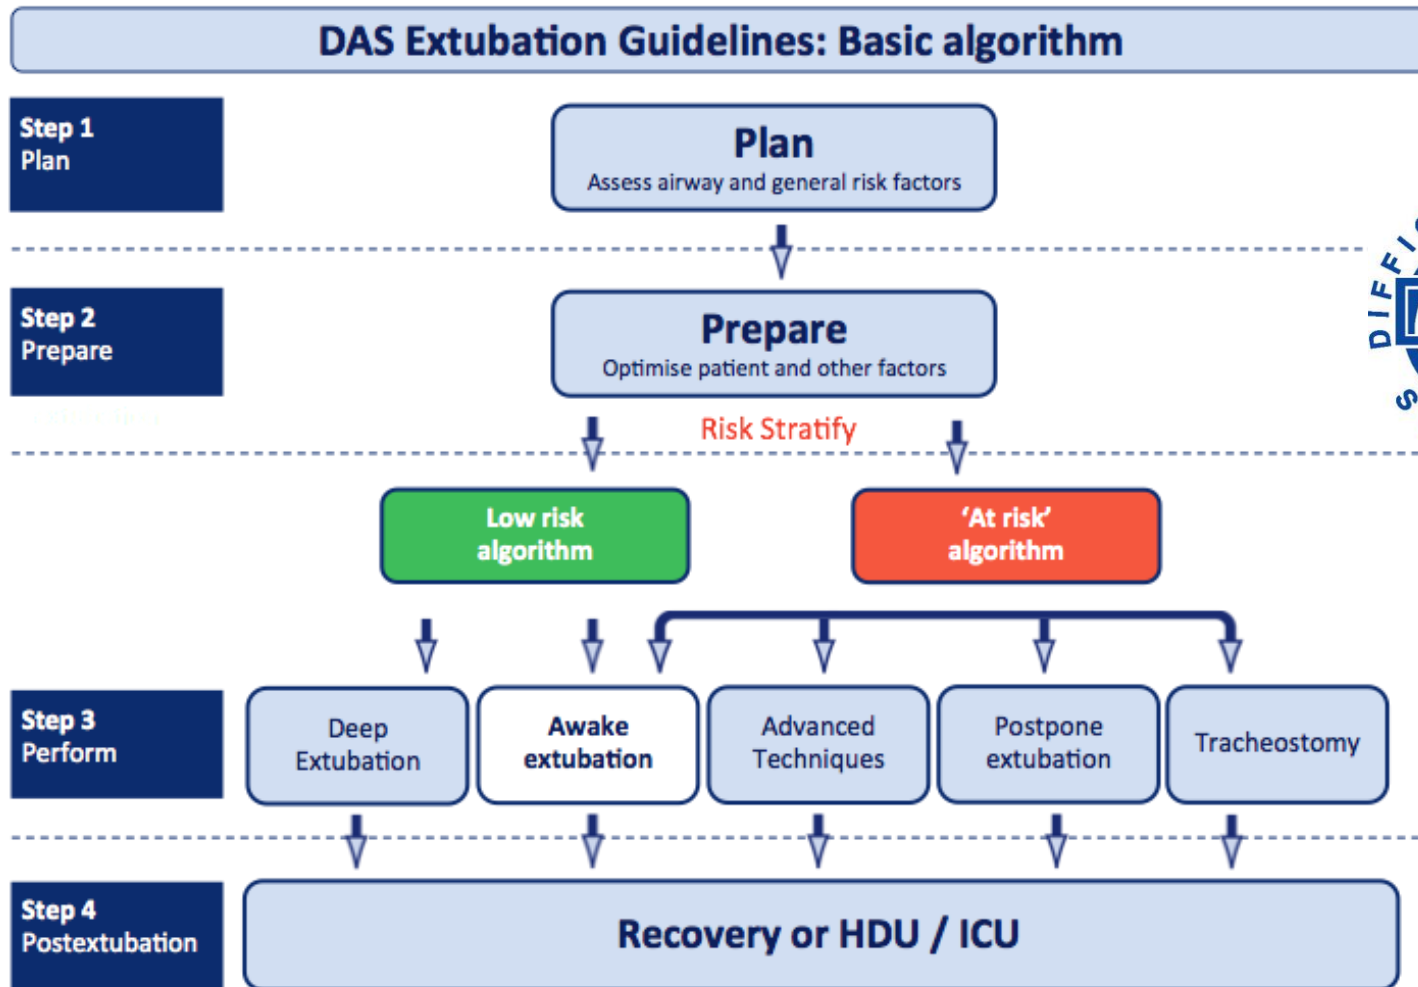 DAS Extubation Guidelines: Basic algorithm
Step 1
Plan
Plan
Assess airway and general risk factors
Step 2
Prepare
Prepare
Optimise patient and other factors
Risk Stratify
Low risk
algorithm
‘At risk’
algorithm
Step 3
Perform
Deep
Extubation
Awake
extubation
Advanced
Techniques
Postpone
extubation
Tracheostomy
Step 4
Postextubation
Recovery or HDU / ICU